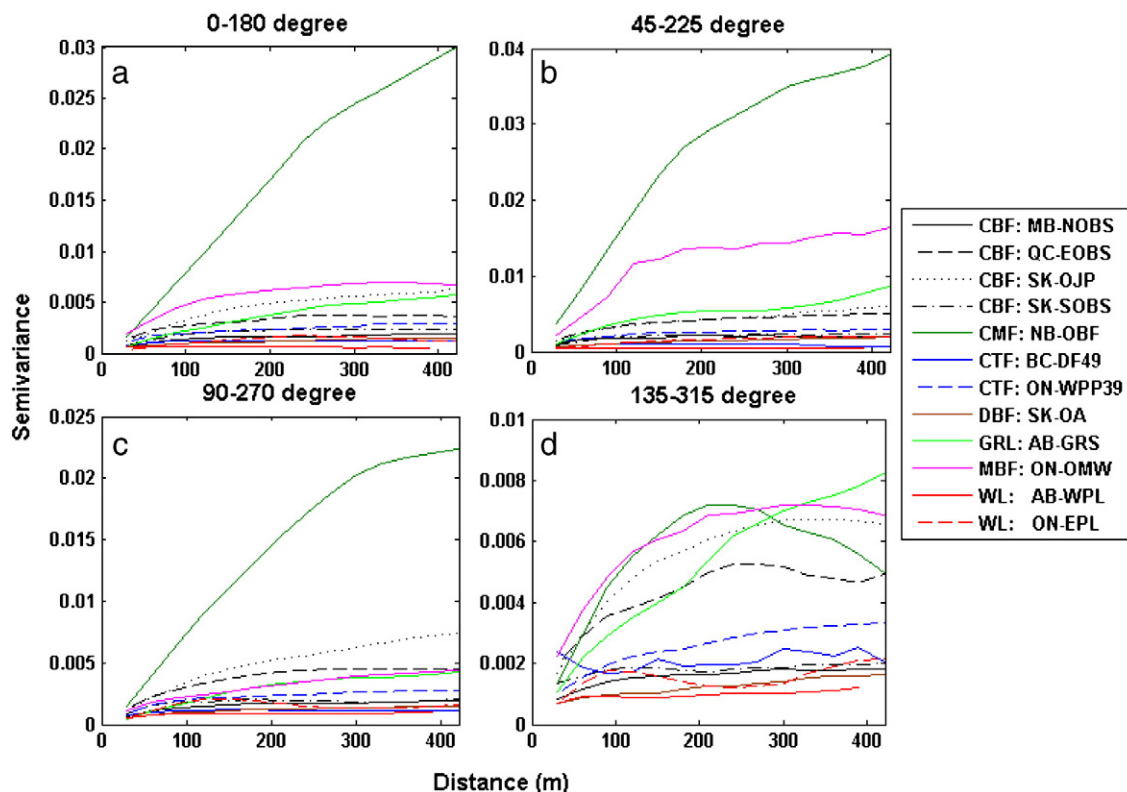 0-180 degree
45-225 degree
a
0.03
0.025
0.02
0.015
0.01
0.005
0
0 100 200 300 400
b
0.04
0.03
0.02
0.01
0
0 100 200 300 400
90-270 degree
135-315 degree
c
0.025
0.02
0.015
0.01
0.005
0
0 100 200 300 400
d
0.01
0.008
0.006
0.004
0.002
0
0 100 200 300 400
Semivariance
Distance (m)
CBF: MB-NOBS
CBF: QC-EOBS
CBF: SK-OJP
CBF: SK-SOBS
CMF: NB-OBF
CTF: BC-DF49
CTF: ON-WPP39
DBF: SK-OA
GRL: AB-GRS
MBF: ON-OMW
WL: AB-WPL
WL: ON-EPL